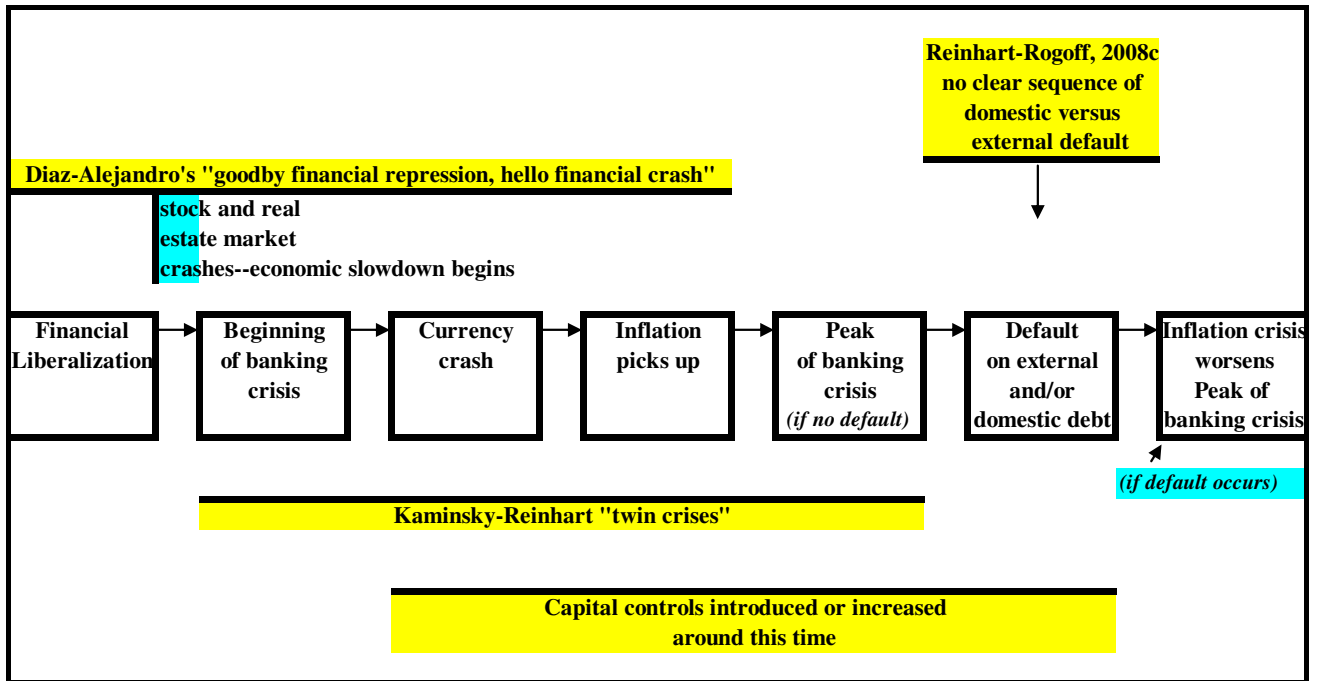 Reinhart-Rogoff, 2008c
no clear sequence of
domestic versus
external default
Diaz-Alejandro's "goodby financial repression, hello financial crash"
stock and real
estate market
crashes--economic slowdown begins
Financial
Liberalization
Beginning
of banking
crisis
Currency
crash
Inflation
picks up
Peak
of banking
crisis
(if no default)
Default
on external
and/or
domestic debt
Inflation crisis
worsens
Peak of
banking crisis
(if default occurs)
Kaminsky-Reinhart "twin crises"
Capital controls introduced or increased
around this time